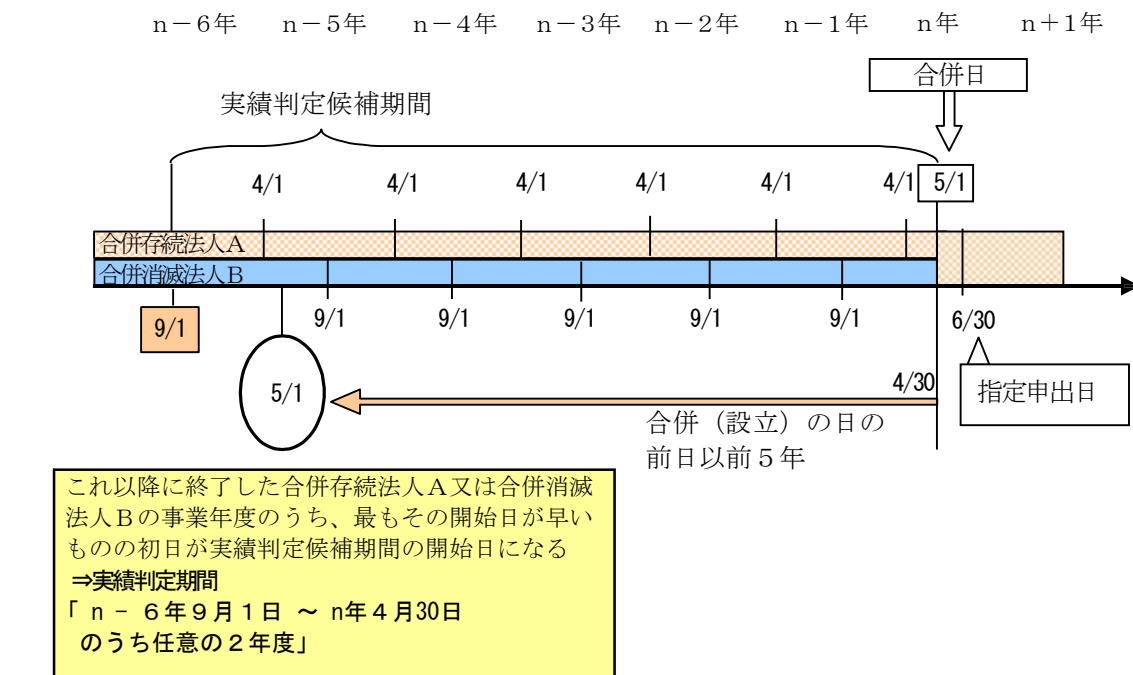 n－６年　n－５年　n－４年　n－３年　n－２年　n－１年　n年　n＋１年
合併日
実績判定候補期間
4/1 4/1 4/1 4/1 4/1 4/1 5/1
合併存続法人Ａ
合併消滅法人Ｂ
9/1 9/1 9/1 9/1 9/1 9/1 6/30
5/1
4/30
指定申出日
合併（設立）の日の
前日以前５年
これ以降に終了した合併存続法人Ａ又は合併消滅
法人Ｂの事業年度のうち、最もその開始日が早い
ものの初日が実績判定候補期間の開始日になる
⇒実績判定期間
「 n － ６年９月１日 ～ n年４月30日
のうち任意の２年度」